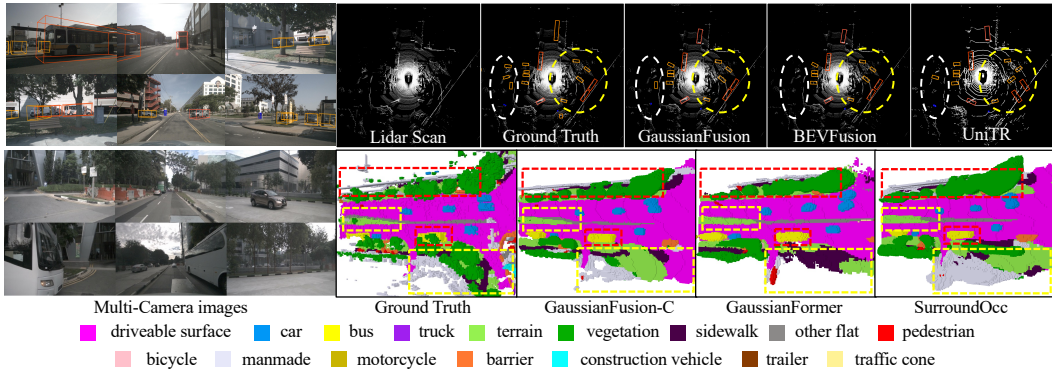 Lidar Scan Ground Truth GaussianFusion BEVFusion UniTR
Multi-Camera images Ground Truth GaussianFusion-C GaussianFormer SurroundOcc
driveable surface car bus truck terrain vegetation sidewalk other flat pedestrian
bicycle manmade motorcycle barrier construction vehicle trailer traffic cone